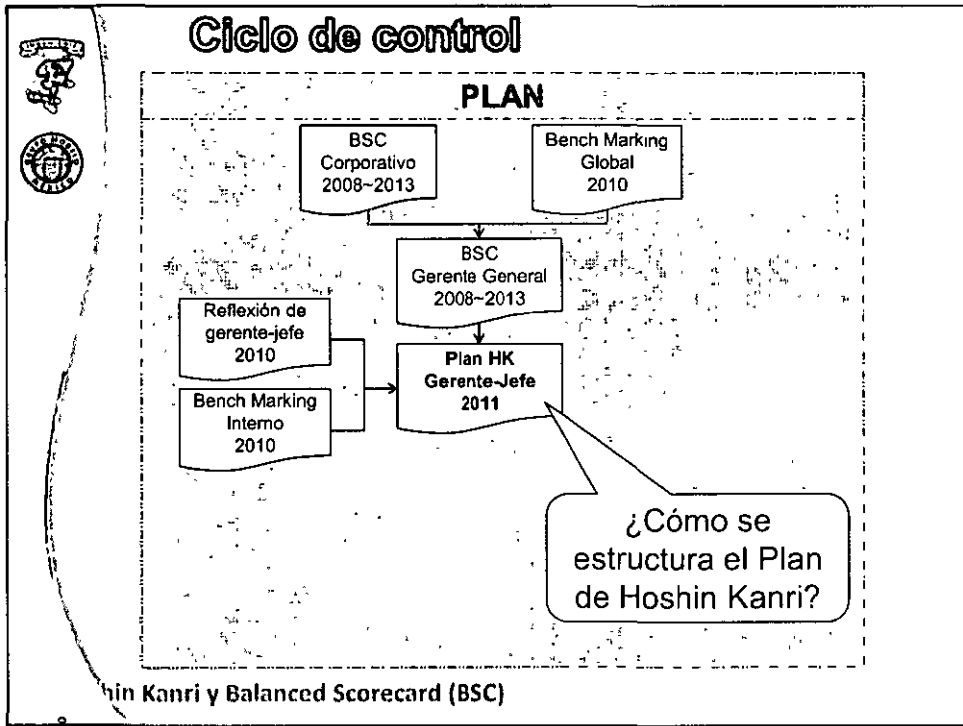 Ciclo de control
PLAN
BSC
Corporativo
2008~2013
Bench Marking
Global
2010
BSC
Gerente General
2008~2013
Reflexión de
gerente-jefe
2010
Plan HK
Gerente-Jefe
2011
Bench Marking
Interno
2010
¿Cómo se
estructura el Plan
de Hoshin Kanri?
hin Kanri y Balanced Scorecard (BSC)